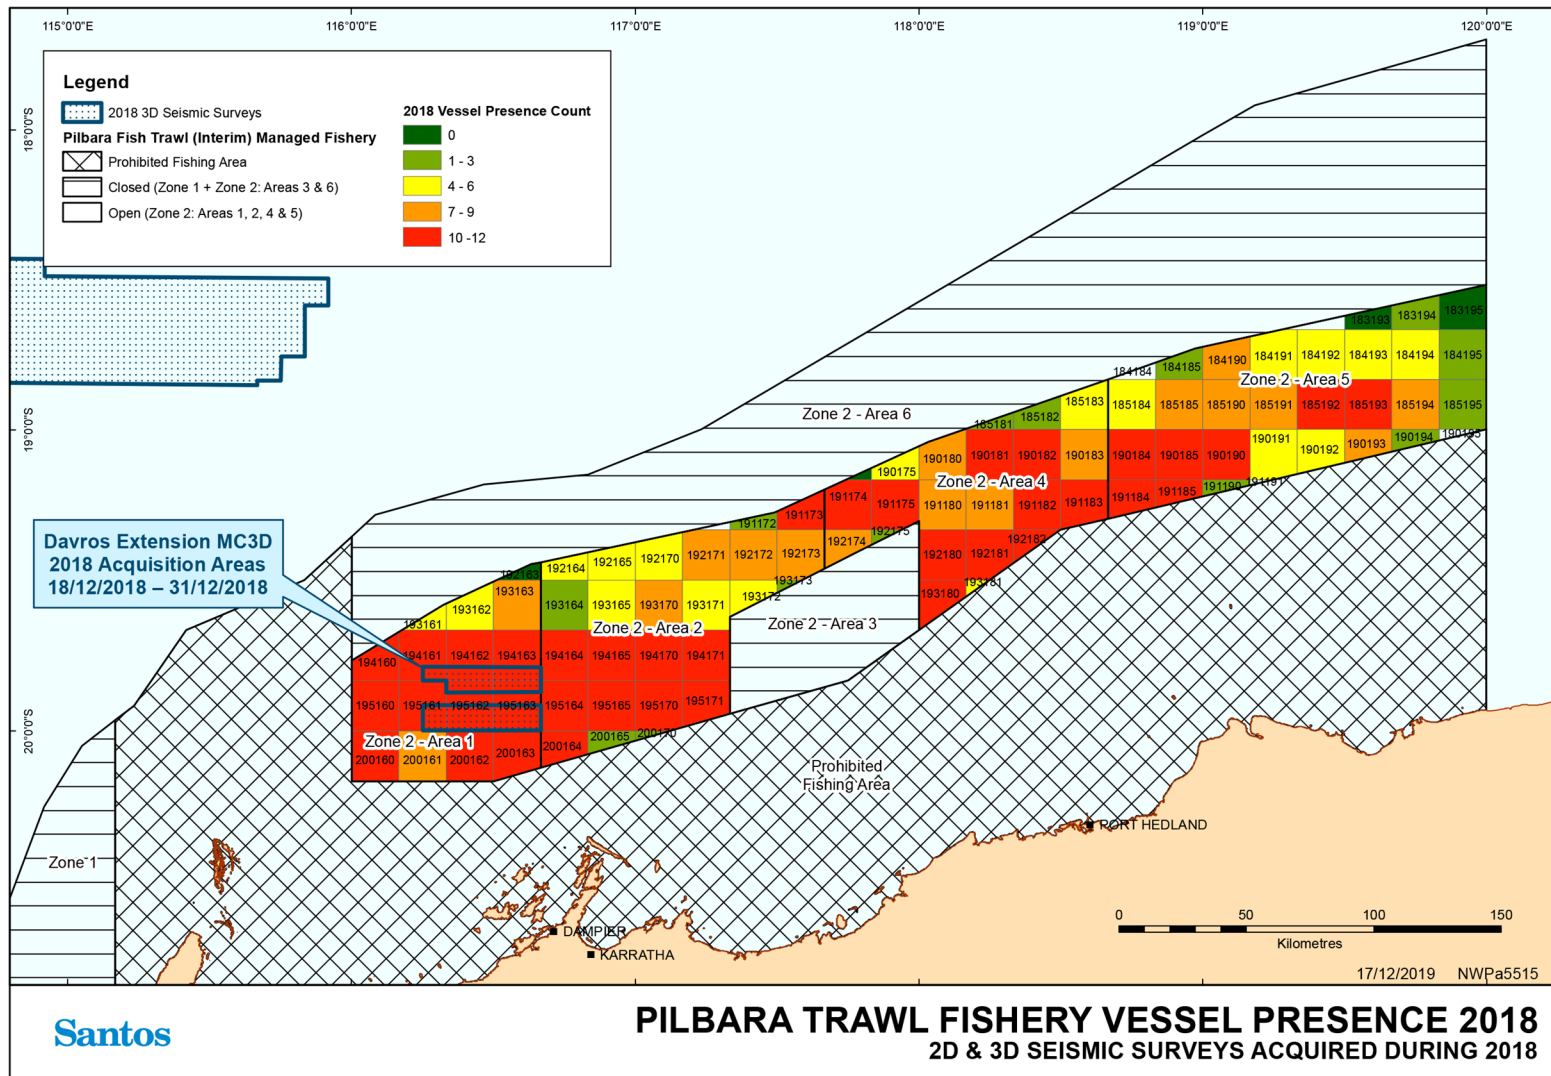 115°0'0"E
116°0'0"E
117°0'0"E
118°0'0"E
119°0'0"E
120°0'0"E
18°0'0"S
19°0'0"S
20°0'0"S
Legend
2018 3D Seismic Surveys
Pilbara Fish Trawl (Interim) Managed Fishery
Prohibited Fishing Area
Closed (Zone 1 + Zone 2: Areas 3 & 6)
Open (Zone 2: Areas 1, 2, 4 & 5)
2018 Vessel Presence Count
0
1 - 3
4 - 6
7 - 9
10 -12
183193 183194 183195
184184 184185 184190 184191 184192 184193 184194 184195
Zone 2 - Area 5
185181 185182 185183 185184 185185 185190 185191 185192 185193 185194 185195
Zone 2 - Area 6
190175 190180 190181 190182 190183 190184 190185 190190 190191 190192 190193 190194 190195
Zone 2 - Area 4
191172 191173 191174 191175 191180 191181 191182 191183 191184 191185 191190 191191
192163 192164 192165 192170 192171 192172 192173 192174 192175 192180 192181 192182
193161 193162 193163 193164 193165 193170 193171 193172 193173 193180 193181
Zone 2 - Area 2
Zone 2 - Area 3
194160 194161 194162 194163 194164 194165 194170 194171
195160 195161 195162 195163 195164 195165 195170 195171
Zone 2 - Area 1
200160 200161 200162 200163 200164 200165 200170
Davros Extension MC3D
2018 Acquisition Areas
18/12/2018 – 31/12/2018
Prohibited
Fishing Area
Zone 1
PORT HEDLAND
DAMPIER
KARRATHA
0 50 100 150
Kilometres
17/12/2019 NWPa5515
Santos
PILBARA TRAWL FISHERY VESSEL PRESENCE 2018
2D & 3D SEISMIC SURVEYS ACQUIRED DURING 2018